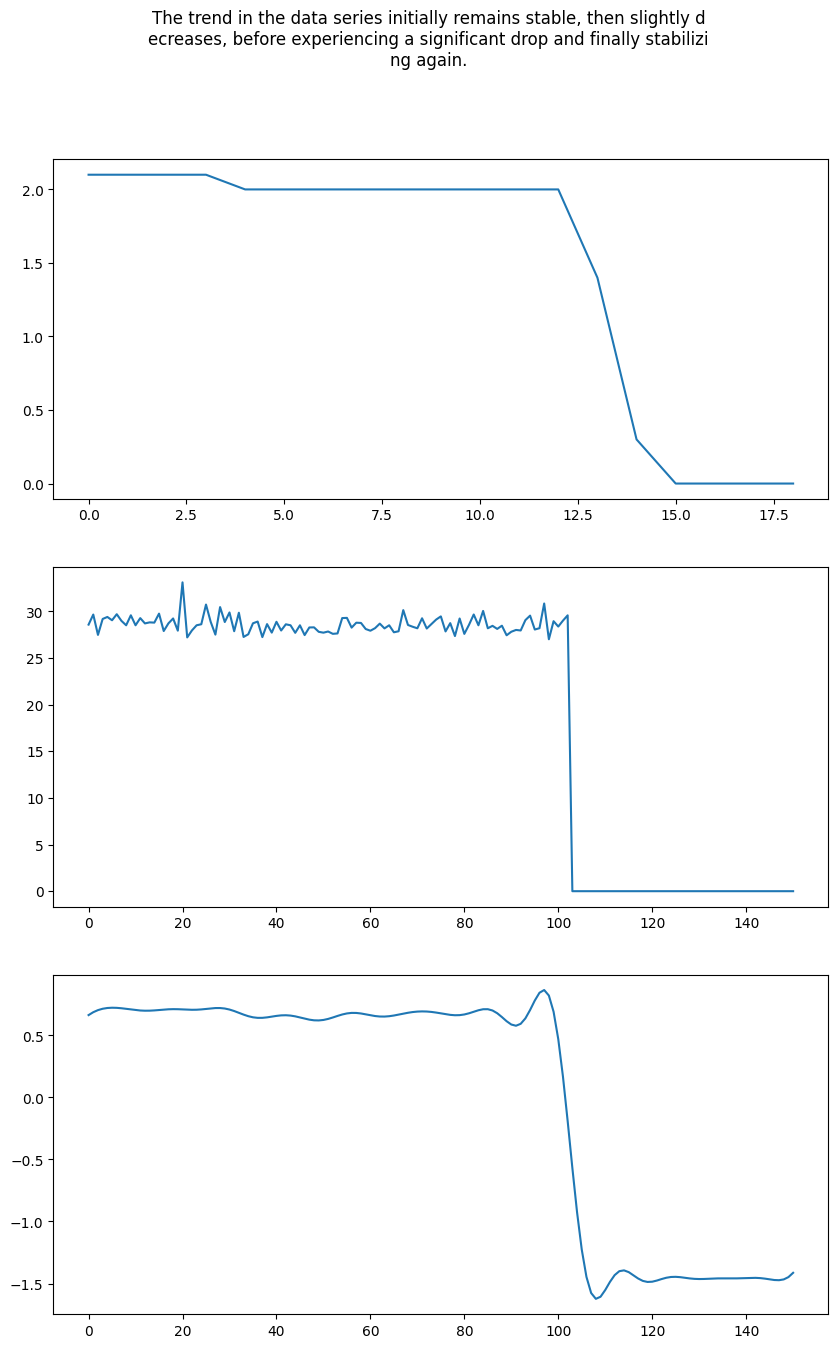 The trend in the data series initially remains stable, then slightly d
ecreases, before experiencing a significant drop and finally stabilizi
ng again.
2.0
1.5
1.0
0.5
0.0
0.0 2.5 5.0 7.5 10.0 12.5 15.0 17.5
30
25
20
15
10
5
0
0 20 40 60 80 100 120 140
0.5
0.0
−0.5
−1.0
−1.5
0 20 40 60 80 100 120 140